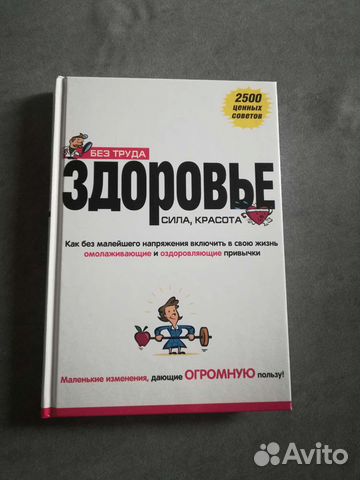 2500
ценных
советов
БЕЗ ТРУДА
ЗДОРОВЬЕ
СИЛА, КРАСОТА
Как без малейшего напряжения включить в свою жизнь
омолаживающие и оздоровляющие привычки
Маленькие изменения, дающие ОГРОМНУЮ пользу!
Avito